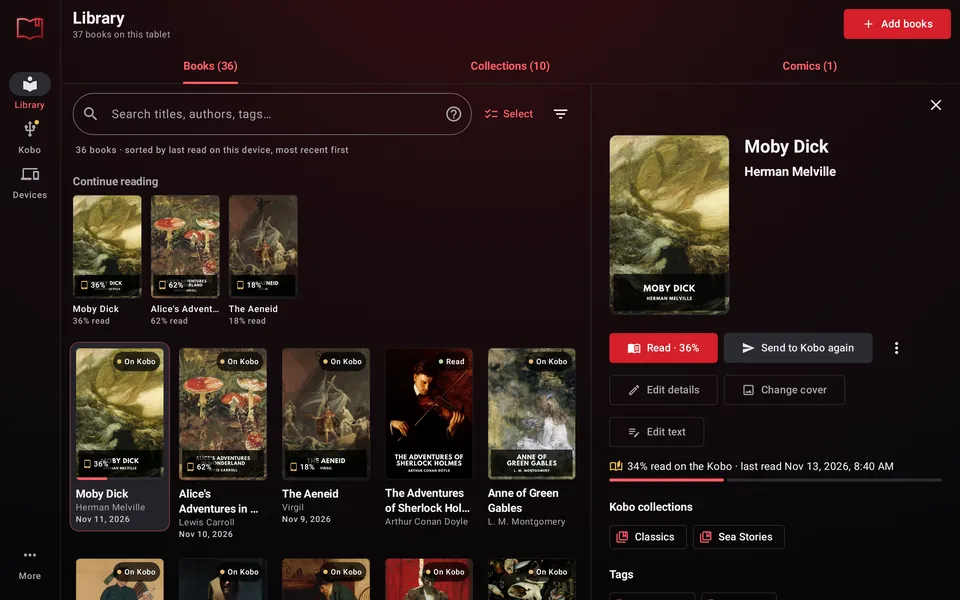 Library
37 books on this tablet
Add books
Library
Kobo
Devices
More
Books (36)
Collections (10)
Comics (1)
Search titles, authors, tags…
Select
36 books · sorted by last read on this device, most recent first
Continue reading
36%
62%
18%
Moby Dick
36% read
Alice's Advent…
62% read
The Aeneid
18% read
On Kobo
On Kobo
On Kobo
Read
On Kobo
36%
62%
18%
THE ADVENTURES OF
SHERLOCK HOLMES
ARTHUR CONAN DOYLE
ANNE OF
GREEN GABLES
L. M. MONTGOMERY
Moby Dick
Herman Melville
Nov 11, 2026
Alice's
Adventures in …
Lewis Carroll
Nov 10, 2026
The Aeneid
Virgil
Nov 9, 2026
The Adventures
of Sherlock Hol…
Arthur Conan Doyle
Anne of Green
Gables
L. M. Montgomery
On Kobo
On Kobo
On Kobo
On Kobo
On Kobo
Moby Dick
Herman Melville
MOBY DICK
HERMAN MELVILLE
Read · 36%
Send to Kobo again
Edit details
Change cover
Edit text
34% read on the Kobo · last read Nov 13, 2026, 8:40 AM
Kobo collections
Classics
Sea Stories
Tags